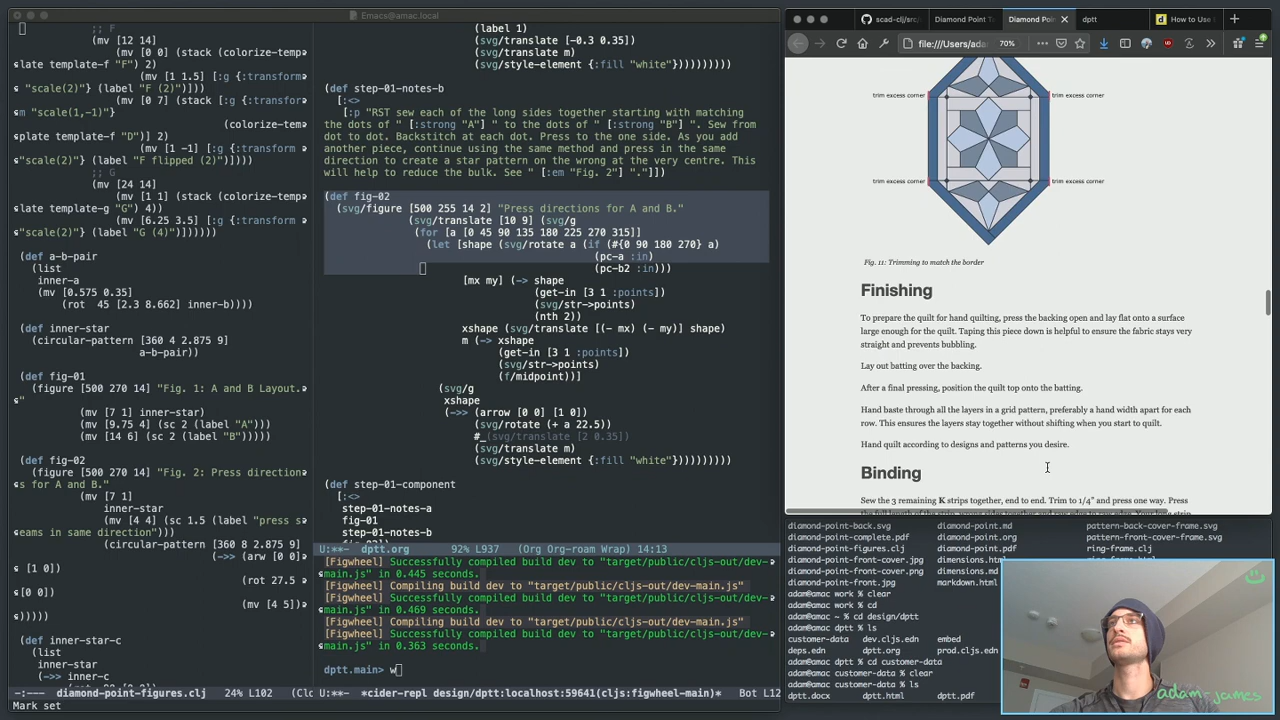 Emacs@amac.local
;; F
(mv [12 14]
(mv [0 0] (stack (colorize-temp
late template-f "F") 2)
(mv [1 1.5] [:g {:transform
"scale(2)"} (label "F (2)")]))))
(mv [0 7] (stack [:g {:transfor
m "scale(1,-1)"}
(coloriz
plate template-f "D")] 2)
(mv [1 -1] [:g {:transform
"scale(2)"} (label "F flipped (2)")]))))
;; G
(mv [24 14]
(mv [1 -1] (stack (colorize-temp
late template-g "G") 4))
(mv [6.25 3.5] [:g {:transform
"scale(2)"} (label "G (4)")])))))))
(def a-b-pair
(list
inner-a
(mv [0.575 0.35]
(rot  45 [2.3 8.662] inner-b))))
(def inner-star
(circular-pattern [360 8 2.875 9]
a-b-pair))
(def fig-01
(figure [500 270 14] "Fig. 1: A and B Layout.
"
(mv [7 1] inner-star)
(mv [9.75 4] (sc 2 (label "A")))
(mv [14 6] (sc 2 (label "B")))))
(def fig-02
(figure [500 255 14] "Fig. 2: Press direction
s for A and B."
(mv [7 1]
inner-star)
(mv [4 4] (sc 1.5 (label "press s
eams in same direction")))
(circular-pattern [360 8 2.875 9]
(->> (arw [0 0]
[1 0])
(rot 27.5
[0 0])
(mv [4 5]))
)))))
(def inner-star-c
(list
inner-star
(->> inner-c
-:---  diamond-point-figures.clj   24% L102   (Clo
Mark set
(label 1)
(svg/translate [-0.3 0.35])
(svg/translate m)
(svg/style-element {:fill "white"})))))))))
(def step-01-notes-b
[:<>
[:p "RST sew each of the long sides together starting with matching
the dots of " [:strong "A"] " to the dots of " [:strong "B"] ". Sew from
dot to dot. Backstitch at each dot. Press to the one side. As you add
another piece, continue using the same method and press in the same
direction to create a star pattern on the wrong at the very centre. This
will help to reduce the bulk. See " [:em "Fig. 2"] "."]])
(def fig-02
(svg/figure [500 255 14 2] "Press directions for A and B."
(svg/translate [10 9] (svg/g
(for [a [0 45 90 135 180 225 270 315]]
(let [shape (svg/rotate a (if (#{0 90 180 270} a)
(pc-a :in)
(pc-b2 :in)))
[mx my] (-> shape
(get-in [3 1 :points])
(svg/str->points)
(nth 2))
xshape (svg/translate [(- mx) (- my)] shape)
m (-> xshape
(get-in [3 1 :points])
(svg/str->points)
(f/midpoint))]
(svg/g
xshape
(->> (arrow [0 0] [1 0])
(svg/rotate (+ a 22.5))
#_(svg/translate [2 0.35])
(svg/translate m)
(svg/style-element {:fill "white"})))))))))
(def step-01-component
[:<>
step-01-notes-a
fig-01
step-01-notes-b
U:**-  dptt.org       92% L937   (Org Org-roam Wrap) 14:13
[Figwheel] Successfully compiled build dev to "target/public/cljs-out/dev-
main.js" in 0.445 seconds.
[Figwheel] Compiling build dev to "target/public/cljs-out/dev-main.js"
[Figwheel] Successfully compiled build dev to "target/public/cljs-out/dev-
main.js" in 0.469 seconds.
[Figwheel] Compiling build dev to "target/public/cljs-out/dev-main.js"
[Figwheel] Successfully compiled build dev to "target/public/cljs-out/dev-
main.js" in 0.363 seconds.
dptt.main> w
U:**-  *cider-repl design/dptt:localhost:59641(cljs:figwheel-main)*   Bot L12
scad-clj/src/s
Diamond Point T
Diamond Poi
dptt
How to Use
file:///Users/ada
70%
trim excess corner
trim excess corner
trim excess corner
trim excess corner
Fig. 11: Trimming to match the border
Finishing
To prepare the quilt for hand quilting, press the backing open and lay flat onto a surface
large enough for the quilt. Taping this piece down is helpful to ensure the fabric stays very
straight and prevents bubbling.
Lay out batting over the backing.
After a final pressing, position the quilt top onto the batting.
Hand baste through all the layers in a grid pattern, preferably a hand width apart for each
row. This ensures the layers stay together without shifting when you start to quilt.
Hand quilt according to designs and patterns you desire.
Binding
Sew the 3 remaining K strips together, end to end. Trim to 1/4" and press one way. Press
diamond-point-back.svg   diamond-point.md   pattern-back-cover-frame.svg
diamond-point-complete.pdf   diamond-point.org   pattern-front-cover-frame.svg
diamond-point-figures.clj   diamond-point.pdf   ring-frame.clj
diamond-point-front-cover.jpg   dimensions.htm
diamond-point-front-cover.png   dimensions.md
diamond-point-front.jpg   markdown.html
adam@amac work % clear
adam@amac work % cd
adam@amac ~ % cd design/dptt
adam@amac dptt % ls
customer-data   dev.cljs.edn   embed
deps.edn   dptt.org   prod.cljs.edn
adam@amac dptt % cd customer-data
adam@amac customer-data % clear
adam@amac customer-data % ls
dptt.docx   dptt.html   dptt.pdf
adam-james